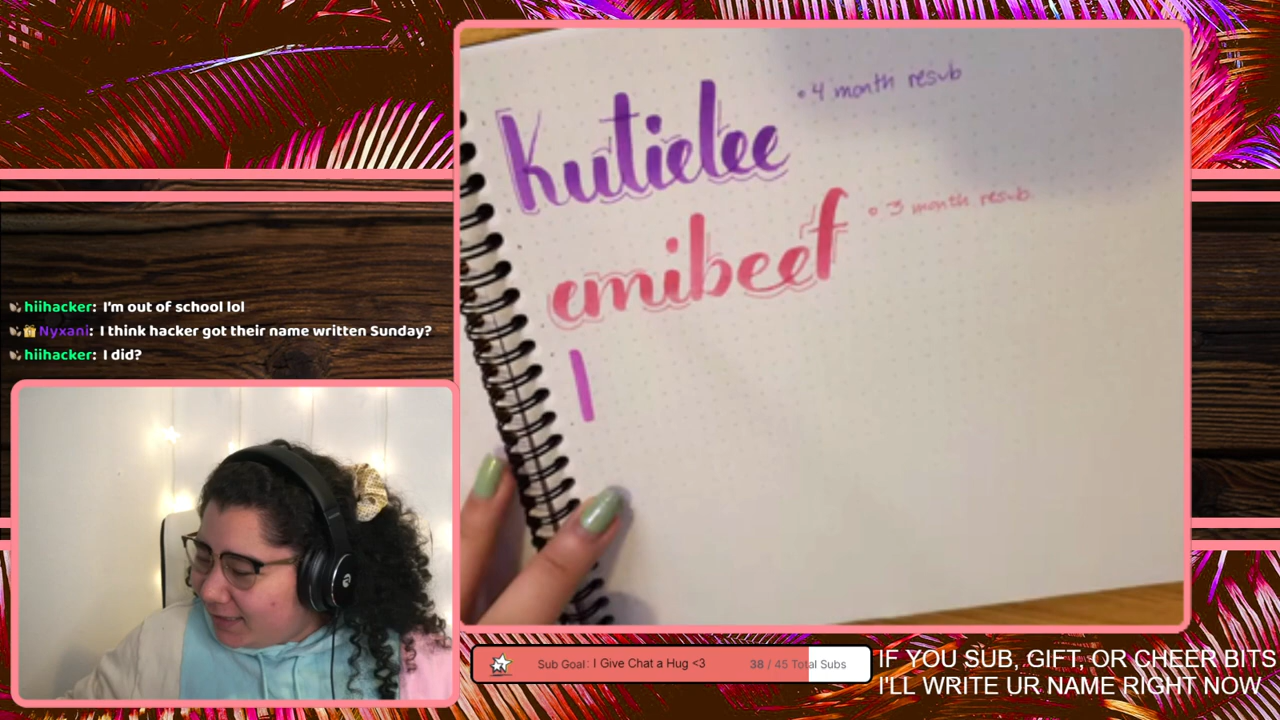 Kutielee
• 4 month resub
emibeef
• 3 month resub
hiihacker: I'm out of school lol
Nyxani: I think hacker got their name written Sunday?
hiihacker: I did?
Sub Goal: I Give Chat a Hug <3 38 / 45 Total Subs
IF YOU SUB, GIFT, OR CHEER BITS
I'LL WRITE UR NAME RIGHT NOW